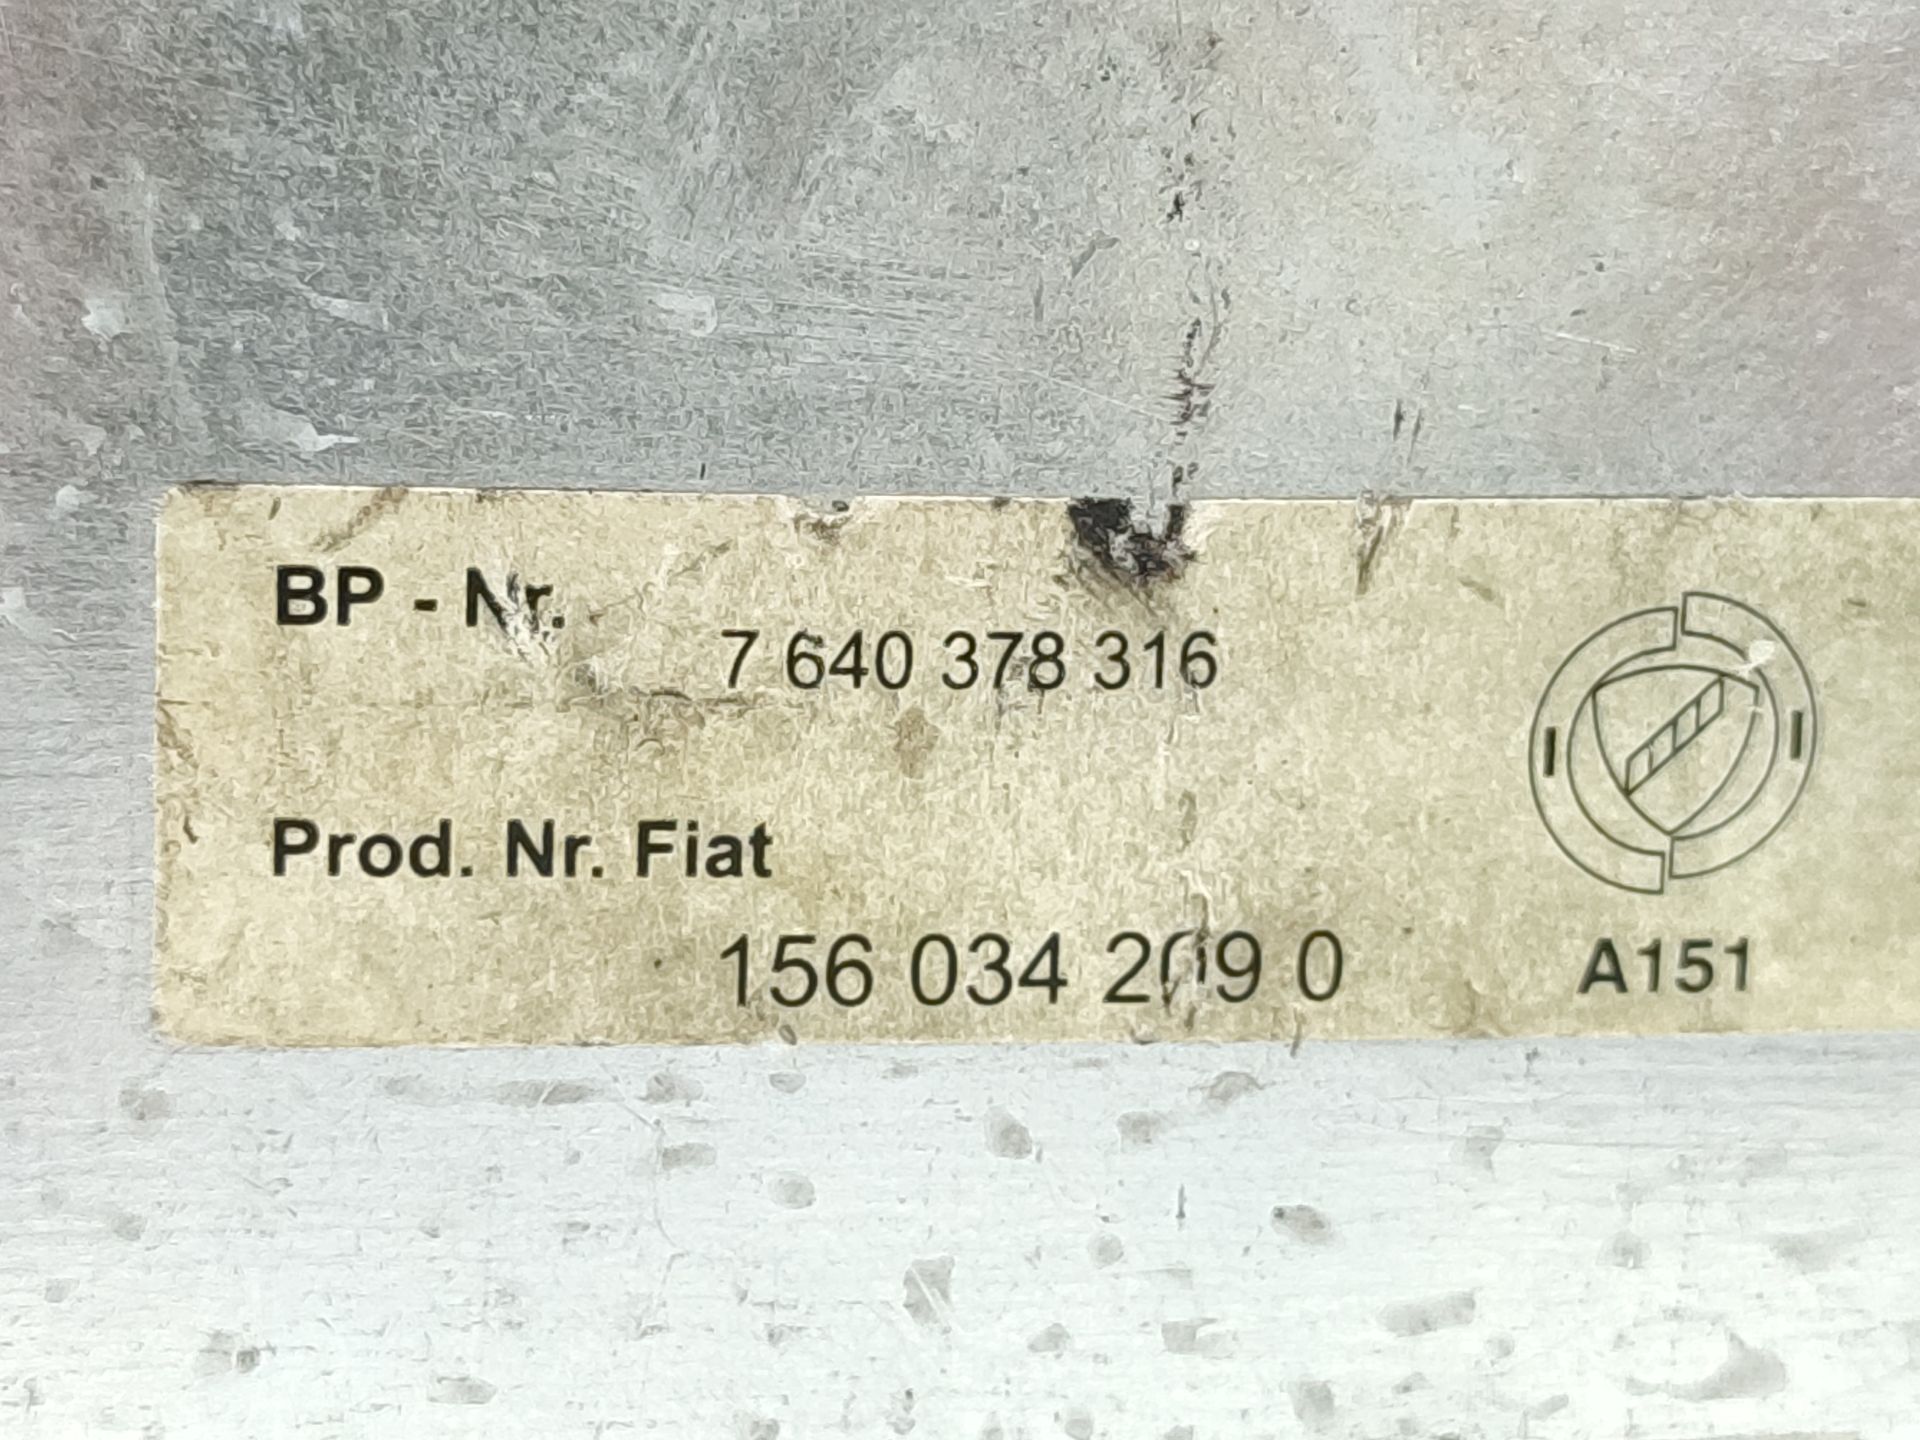 BP - Nr.
7 640 378 316
Prod. Nr. Fiat
156 034 209 0
A151